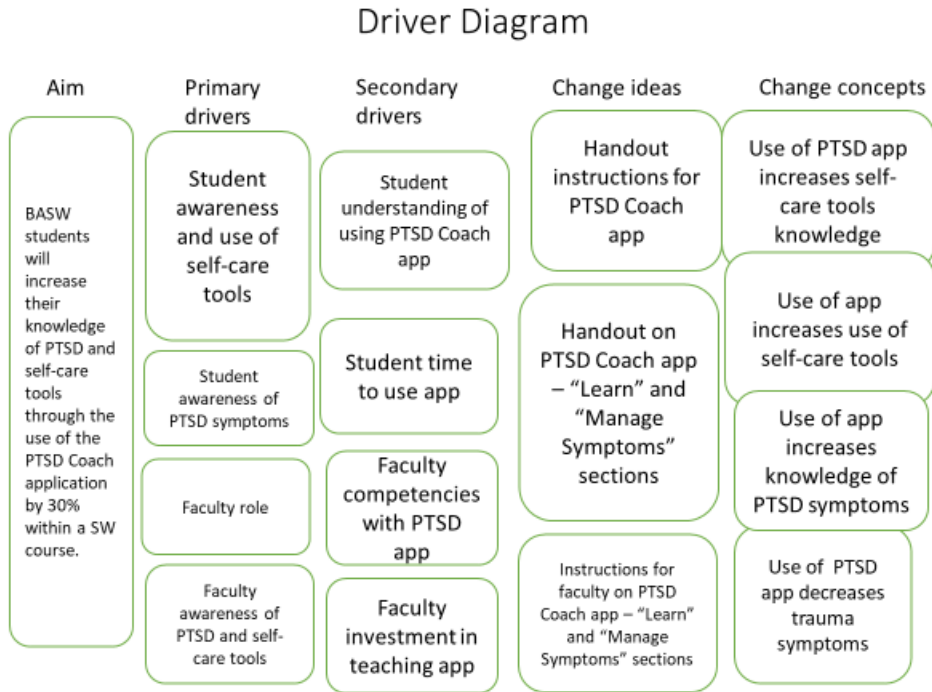 Driver Diagram
Aim
BASW
students
will
increase
their
knowledge
of PTSD and
self-care
tools
through the
use of the
PTSD Coach
application
by 30%
within a SW
course.
Primary
drivers
Student
awareness
and use of
self-care
tools
Student
awareness of
PTSD symptoms
Faculty role
Faculty
awareness of
PTSD and self-
care tools
Secondary
drivers
Student
understanding of
using PTSD Coach
app
Student time
to use app
Faculty
competencies
with PTSD
app
Faculty
investment in
teaching app
Change ideas
Handout
instructions for
PTSD Coach
app
Handout on
PTSD Coach app
– “Learn” and
“Manage
Symptoms”
sections
Instructions for
faculty on PTSD
Coach app – “Learn”
and “Manage
Symptoms” sections
Change concepts
Use of PTSD app
increases self-
care tools
knowledge
Use of app
increases use of
self-care tools
Use of app
increases
knowledge of
PTSD symptoms
Use of PTSD
app decreases
trauma
symptoms